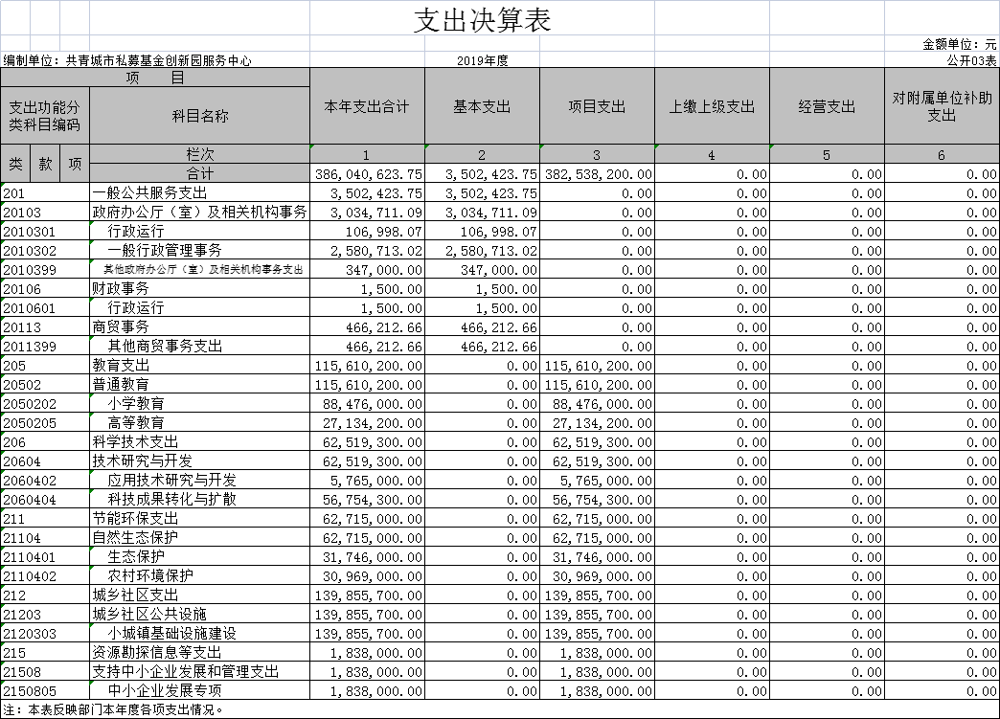 支出决算表
金额单位：元
编制单位：共青城市私募基金创新园服务中心 2019年度 公开03表
项 目 本年支出合计 基本支出 项目支出 上缴上级支出 经营支出 对附属单位补助支出
支出功能分类科目编码 科目名称
类 款 项 栏次 1 2 3 4 5 6
合计 386,040,623.75 3,502,423.75 382,538,200.00 0.00 0.00 0.00
201 一般公共服务支出 3,502,423.75 3,502,423.75 0.00 0.00 0.00 0.00
20103 政府办公厅（室）及相关机构事务 3,034,711.09 3,034,711.09 0.00 0.00 0.00 0.00
2010301 行政运行 106,998.07 106,998.07 0.00 0.00 0.00 0.00
2010302 一般行政管理事务 2,580,713.02 2,580,713.02 0.00 0.00 0.00 0.00
2010399 其他政府办公厅（室）及相关机构事务支出 347,000.00 347,000.00 0.00 0.00 0.00 0.00
20106 财政事务 1,500.00 1,500.00 0.00 0.00 0.00 0.00
2010601 行政运行 1,500.00 1,500.00 0.00 0.00 0.00 0.00
20113 商贸事务 466,212.66 466,212.66 0.00 0.00 0.00 0.00
2011399 其他商贸事务支出 466,212.66 466,212.66 0.00 0.00 0.00 0.00
205 教育支出 115,610,200.00 0.00 115,610,200.00 0.00 0.00 0.00
20502 普通教育 115,610,200.00 0.00 115,610,200.00 0.00 0.00 0.00
2050202 小学教育 88,476,000.00 0.00 88,476,000.00 0.00 0.00 0.00
2050205 高等教育 27,134,200.00 0.00 27,134,200.00 0.00 0.00 0.00
206 科学技术支出 62,519,300.00 0.00 62,519,300.00 0.00 0.00 0.00
20604 技术研究与开发 62,519,300.00 0.00 62,519,300.00 0.00 0.00 0.00
2060402 应用技术研究与开发 5,765,000.00 0.00 5,765,000.00 0.00 0.00 0.00
2060404 科技成果转化与扩散 56,754,300.00 0.00 56,754,300.00 0.00 0.00 0.00
211 节能环保支出 62,715,000.00 0.00 62,715,000.00 0.00 0.00 0.00
21104 自然生态保护 62,715,000.00 0.00 62,715,000.00 0.00 0.00 0.00
2110401 生态保护 31,746,000.00 0.00 31,746,000.00 0.00 0.00 0.00
2110402 农村环境保护 30,969,000.00 0.00 30,969,000.00 0.00 0.00 0.00
212 城乡社区支出 139,855,700.00 0.00 139,855,700.00 0.00 0.00 0.00
21203 城乡社区公共设施 139,855,700.00 0.00 139,855,700.00 0.00 0.00 0.00
2120303 小城镇基础设施建设 139,855,700.00 0.00 139,855,700.00 0.00 0.00 0.00
215 资源勘探信息等支出 1,838,000.00 0.00 1,838,000.00 0.00 0.00 0.00
21508 支持中小企业发展和管理支出 1,838,000.00 0.00 1,838,000.00 0.00 0.00 0.00
2150805 中小企业发展专项 1,838,000.00 0.00 1,838,000.00 0.00 0.00 0.00
注：本表反映部门本年度各项支出情况。